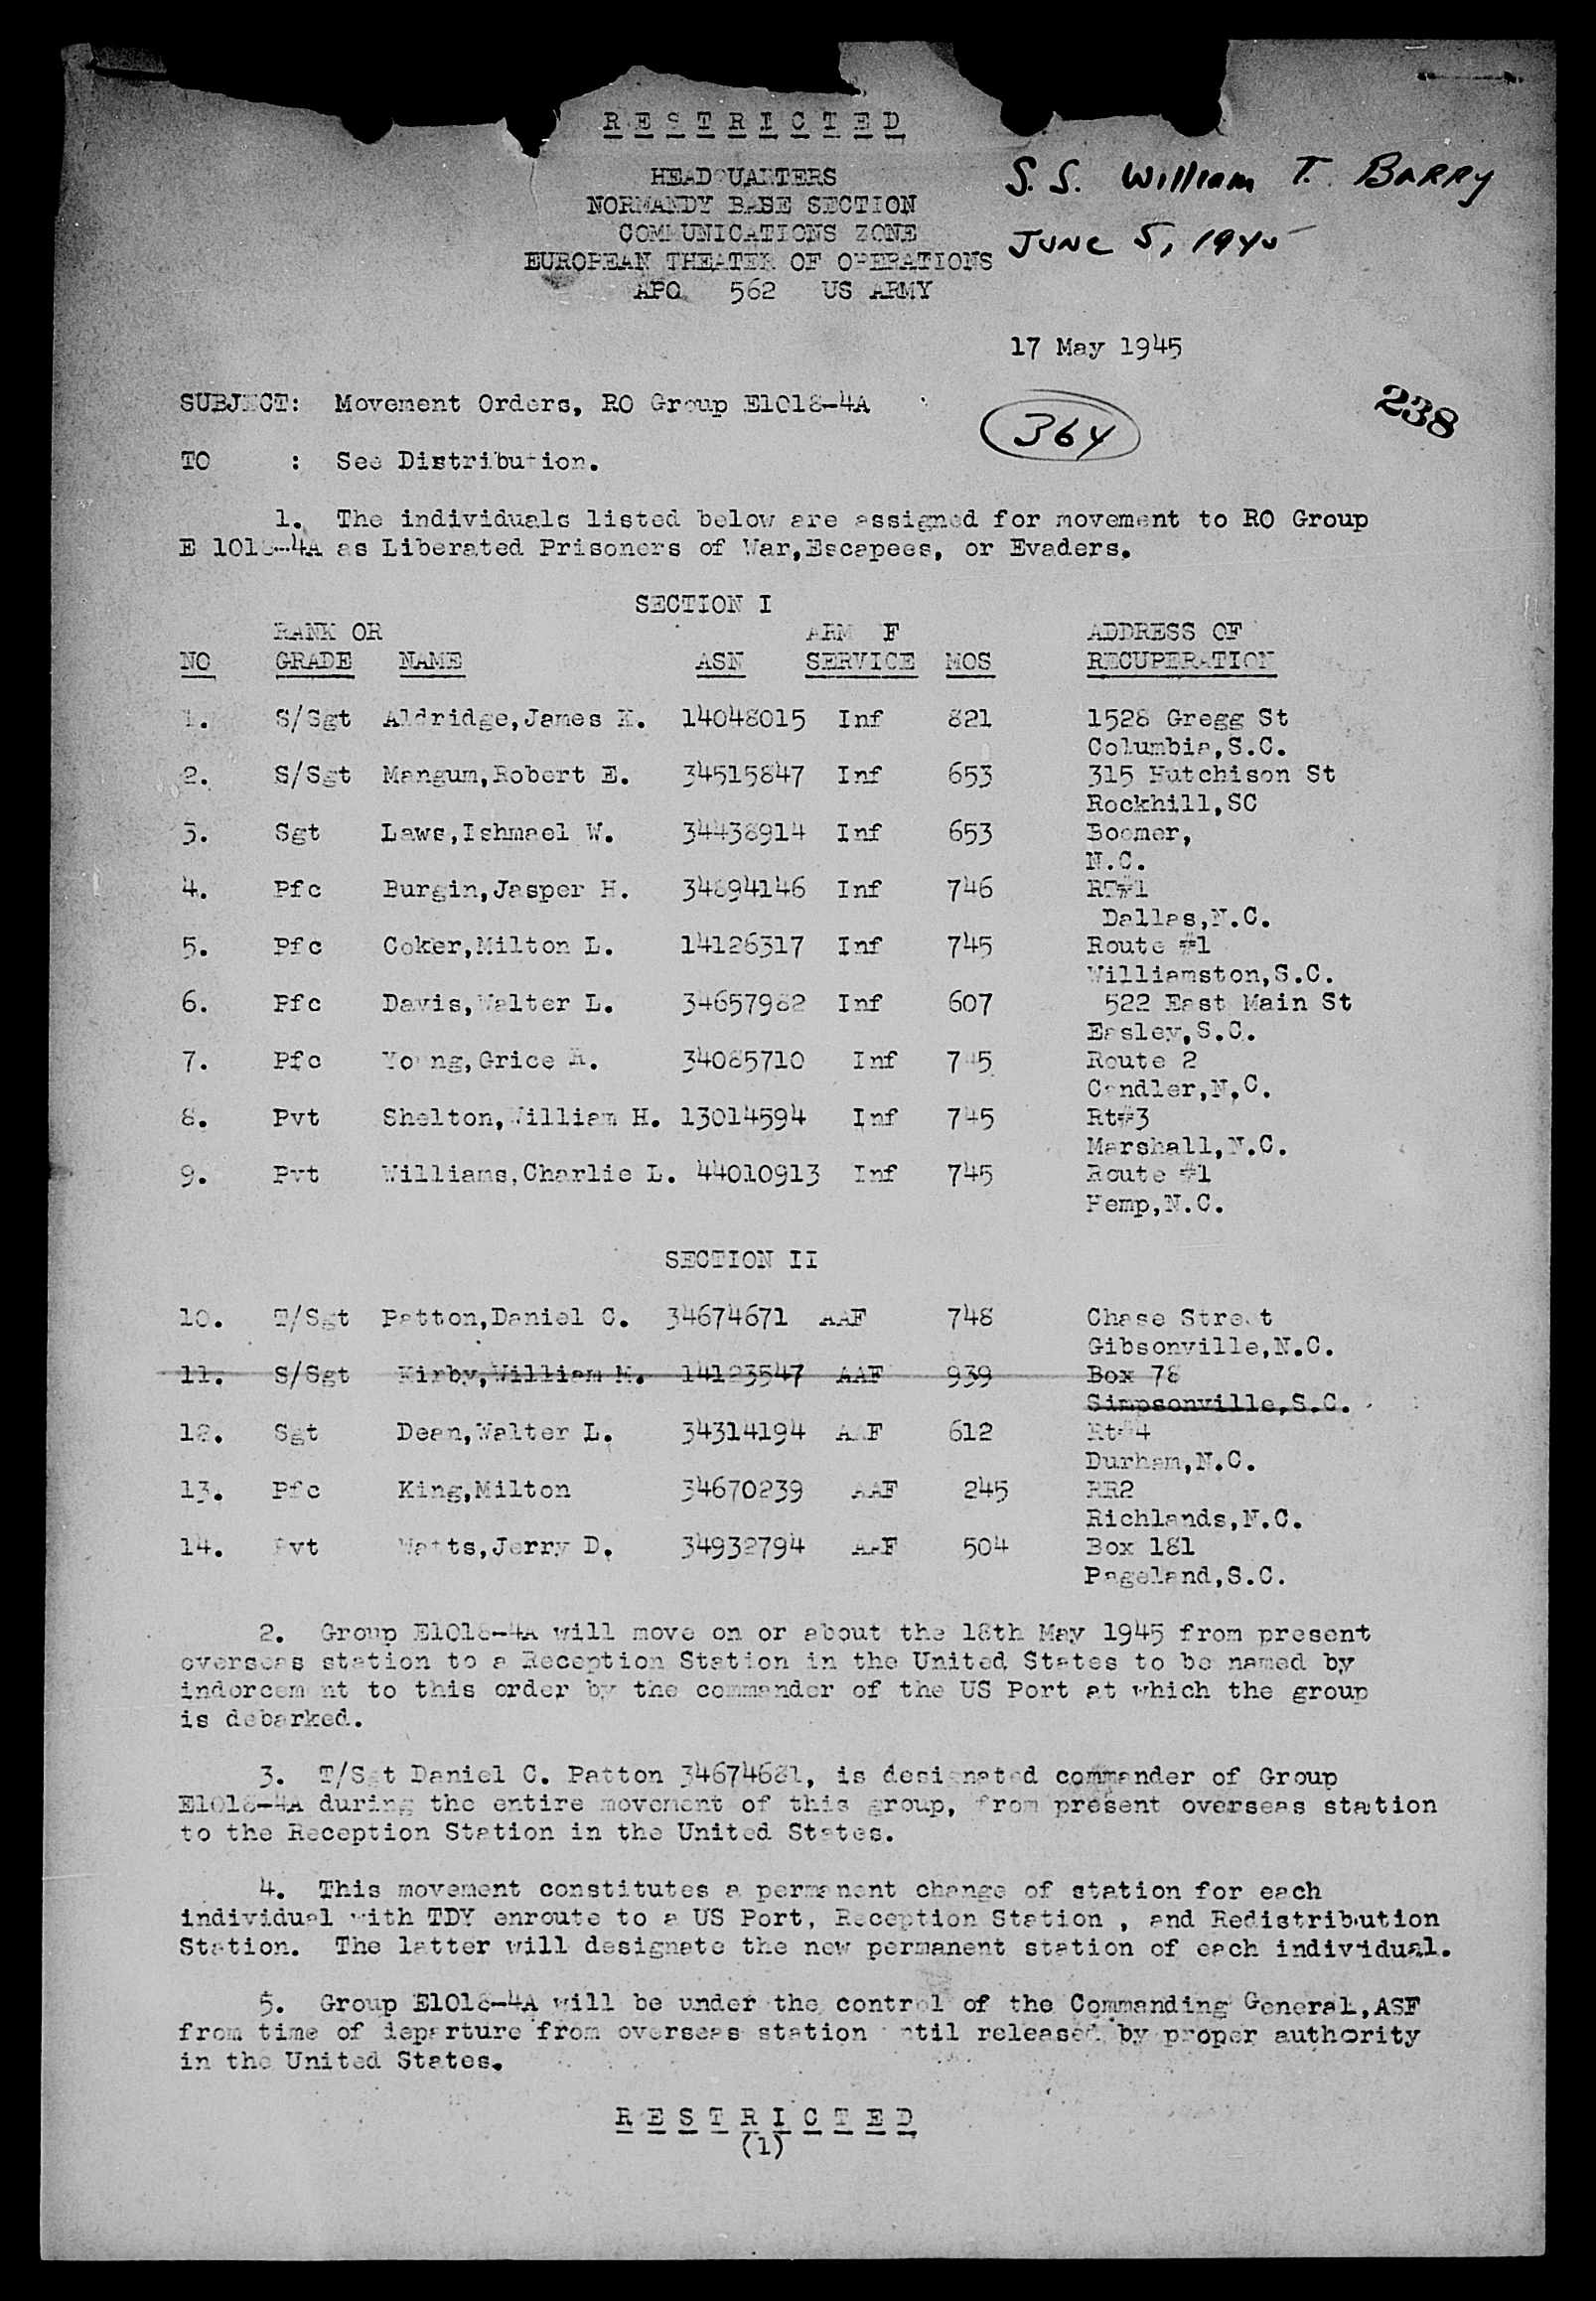 RESTRICTED
HEADQUARTERS
NORMANDY BASE SECTION
COMMUNICATIONS ZONE
EUROPEAN THEATER OF OPERATIONS
APO 562 US ARMY
S.S. William T. Barry
June 5, 1945
17 May 1945
SUBJECT: Movement Orders, RO Group E1018-4A
364
238
TO : See Distribution.
1. The individuals listed below are assigned for movement to RO Group
E 1018-4A as Liberated Prisoners of War,Escapees, or Evaders.
SECTION I
RANK OR ARM OF ADDRESS OF
NO GRADE NAME ASN SERVICE MOS RECUPERATION
1. S/Sgt Aldridge,James K. 14048015 Inf 821 1528 Gregg St
Columbia,S.C.
2. S/Sgt Mangum,Robert E. 34515847 Inf 653 315 Hutchison St
Rockhill,SC
3. Sgt Laws,Ishmael W. 34438914 Inf 653 Boomer,
N.C.
4. Pfc Burgin,Jasper H. 34894146 Inf 746 RT#1
Dallas,N.C.
5. Pfc Coker,Milton L. 14126317 Inf 745 Route #1
Williamston,S.C.
6. Pfc Davis,Walter L. 34657982 Inf 607 522 East Main St
Easley,S.C.
7. Pfc Young,Grice A. 34085710 Inf 745 Route 2
Candler,N.C.
8. Pvt Shelton,William H. 13014594 Inf 745 Rt#3
Marshall,N.C.
9. Pvt Williams,Charlie L. 44010913 Inf 745 Route #1
Hemp,N.C.
SECTION II
10. T/Sgt Patton,Daniel C. 34674671 AAF 748 Chase Street
Gibsonville,N.C.
11. S/Sgt Kirby,William M. 14123547 AAF 939 Box 78
Simpsonville,S.C.
12. Sgt Dean,Walter L. 34314194 AAF 612 Rt#4
Durham,N.C.
13. Pfc King,Milton 34670239 AAF 245 RR2
Richlands,N.C.
14. Pvt Watts,Jerry D. 34932794 AAF 504 Box 181
Pageland,S.C.
2. Group E1018-4A will move on or about the 18th May 1945 from present
overseas station to a Reception Station in the United States to be named by
indorcement to this order by the commander of the US Port at which the group
is debarked.
3. T/Sgt Daniel C. Patton 34674681, is designated commander of Group
E1018-4A during the entire movement of this group, from present overseas station
to the Reception Station in the United States.
4. This movement constitutes a permanent change of station for each
individual with TDY enroute to a US Port, Reception Station , and Redistribution
Station. The latter will designate the new permanent station of each individual.
5. Group E1018-4A will be under the control of the Commanding General,ASF
from time of departure from overseas station until released by proper authority
in the United States.
RESTRICTED
(1)